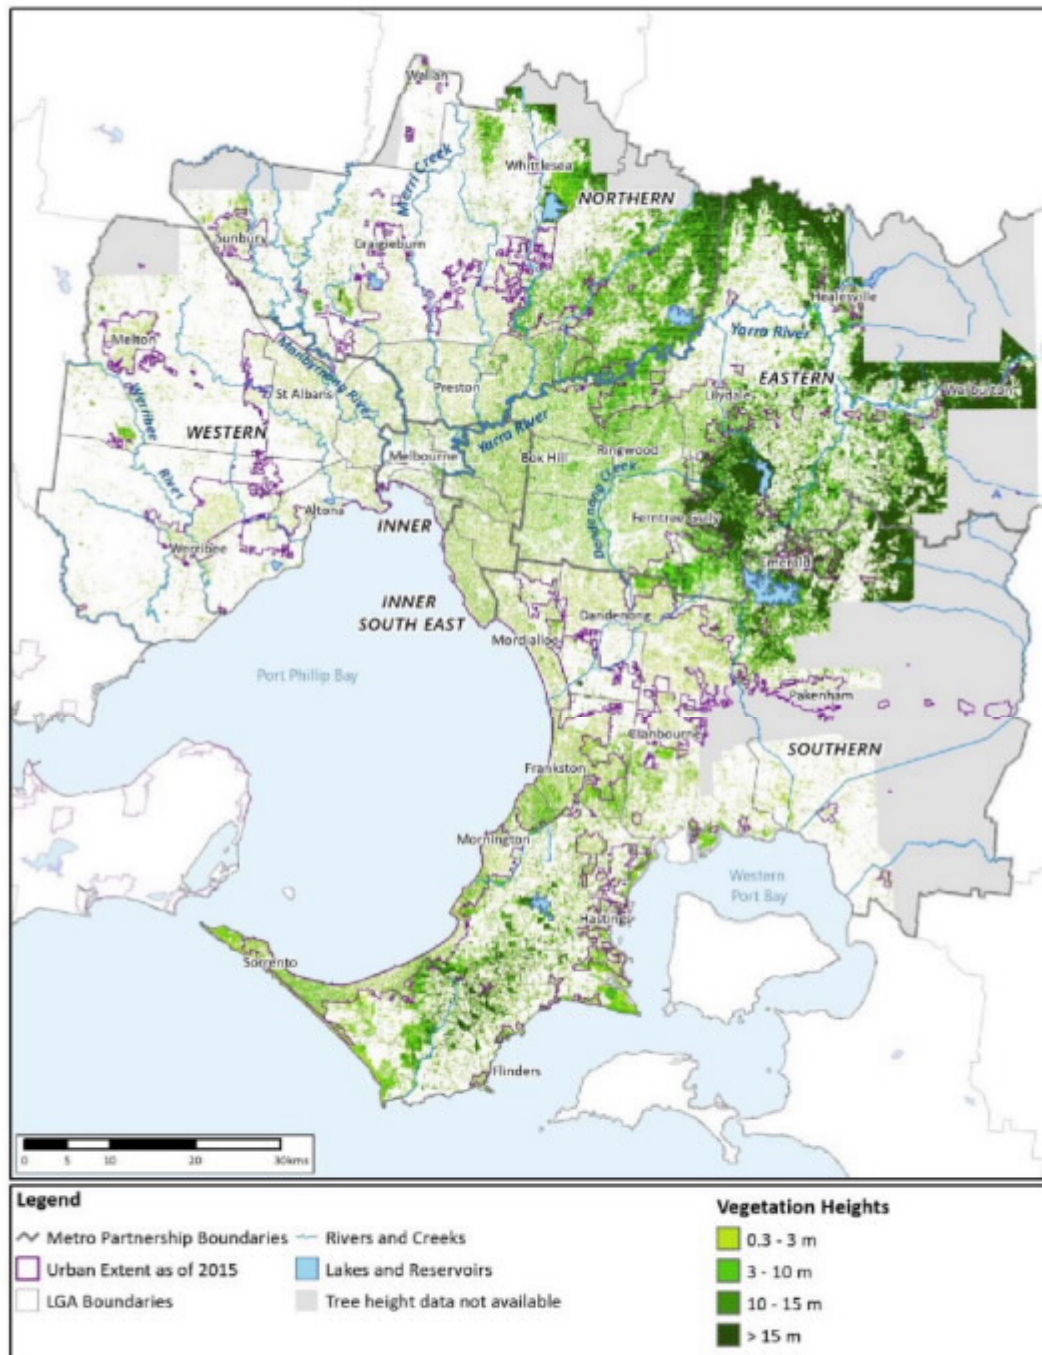 Wallan
Merri Creek
Whittlesea
NORTHERN
Sunbury
Craigieburn
Healesville
Yarra River
Melton
Maribyrnong River
Preston
EASTERN
Warburton
St Albans
Lilydale
Werribee
River
WESTERN
Yarra River
Melbourne
Box Hill
Ringwood
Dandenong Creek
Altona
INNER
Ferntree Gully
Werribee
Emerald
INNER
SOUTH EAST
Dandenong
Mordialloc
Port Phillip Bay
Pakenham
Clanbourne
SOUTHERN
Frankston
Mornington
Western
Port Bay
Hastings
Sorrento
Flinders
0 5 10 20 30kms
Legend
Metro Partnership Boundaries
Urban Extent as of 2015
LGA Boundaries
Rivers and Creeks
Lakes and Reservoirs
Tree height data not available
Vegetation Heights
0.3 - 3 m
3 - 10 m
10 - 15 m
> 15 m